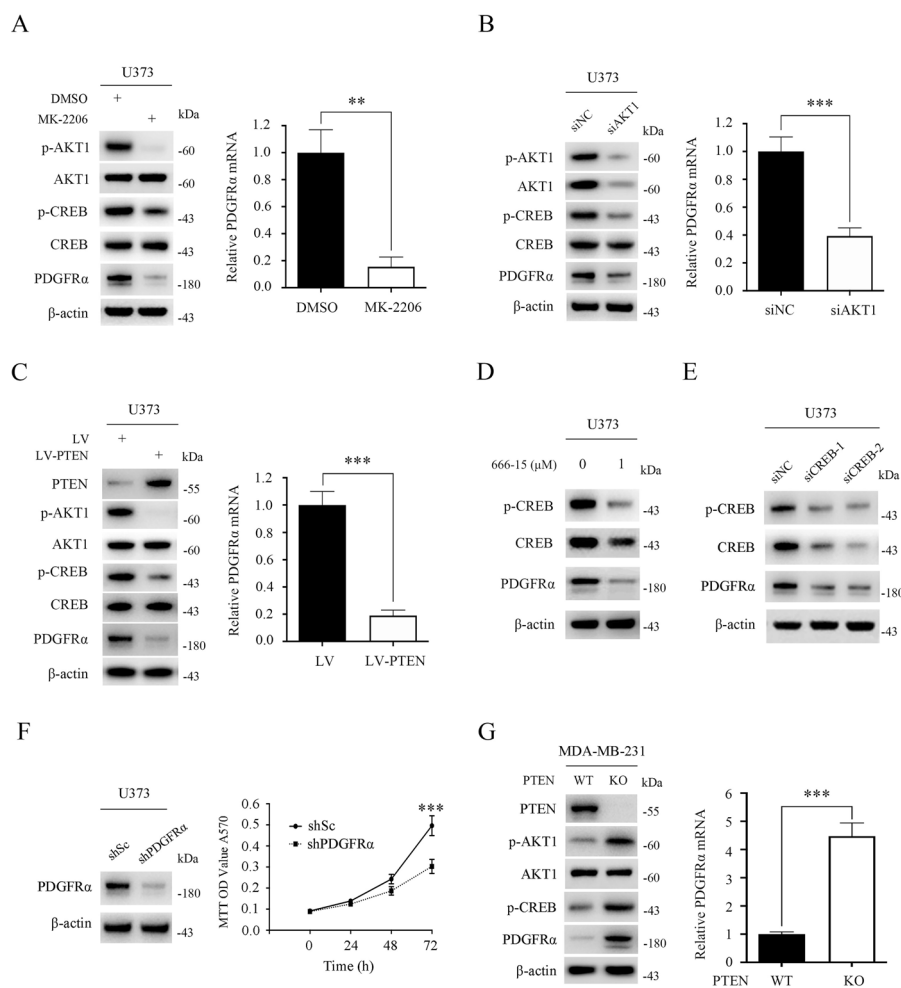 A
U373
DMSO +
MK-2206 + kDa
p-AKT1 -60
AKT1 -60
p-CREB -43
CREB
PDGFRα -180
β-actin -43
Relative PDGFRα mRNA
1.2
1.0
0.8
0.6
0.4
0.2
0.0
**
DMSO MK-2206
B
U373
siNC siAKT1 kDa
p-AKT1 -60
AKT1 -60
p-CREB -43
CREB -43
PDGFRα -180
β-actin -43
Relative PDGFRα mRNA
1.2
1.0
0.8
0.6
0.4
0.2
0.0
***
siNC siAKT1
C
U373
LV +
LV-PTEN + kDa
PTEN -55
p-AKT1 -60
AKT1 -60
p-CREB -43
CREB -43
PDGFRα -180
β-actin -43
Relative PDGFRα mRNA
1.2
1.0
0.8
0.6
0.4
0.2
0.0
***
LV LV-PTEN
D
U373
666-15 (μM) 0 1 kDa
p-CREB -43
CREB -43
PDGFRα -180
β-actin -43
E
U373
siNC siCREB-1 siCREB-2 kDa
p-CREB -43
CREB -43
PDGFRα -180
β-actin -43
F
U373
shSc shPDGFRα kDa
PDGFRα -180
β-actin -43
MTT OD Value A570
0.6
0.5
0.4
0.3
0.2
0.1
0.0
shSc
shPDGFRα
***
0 24 48 72
Time (h)
G
MDA-MB-231
PTEN WT KO kDa
PTEN -55
p-AKT1 -60
AKT1 -60
p-CREB -43
PDGFRα -180
β-actin -43
Relative PDGFRα mRNA
6
5
4
3
2
1
0
***
PTEN WT KO